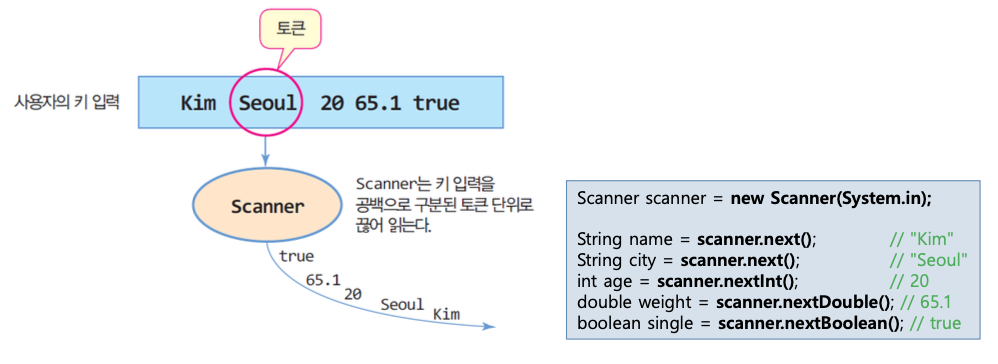 토큰
사용자의 키 입력
Kim Seoul 20 65.1 true
Scanner
Scanner는 키 입력을
공백으로 구분된 토큰 단위로
끊어 읽는다.
true
65.1
20
Seoul
Kim
Scanner scanner = new Scanner(System.in);
String name = scanner.next(); // "Kim"
String city = scanner.next(); // "Seoul"
int age = scanner.nextInt(); // 20
double weight = scanner.nextDouble(); // 65.1
boolean single = scanner.nextBoolean(); // true